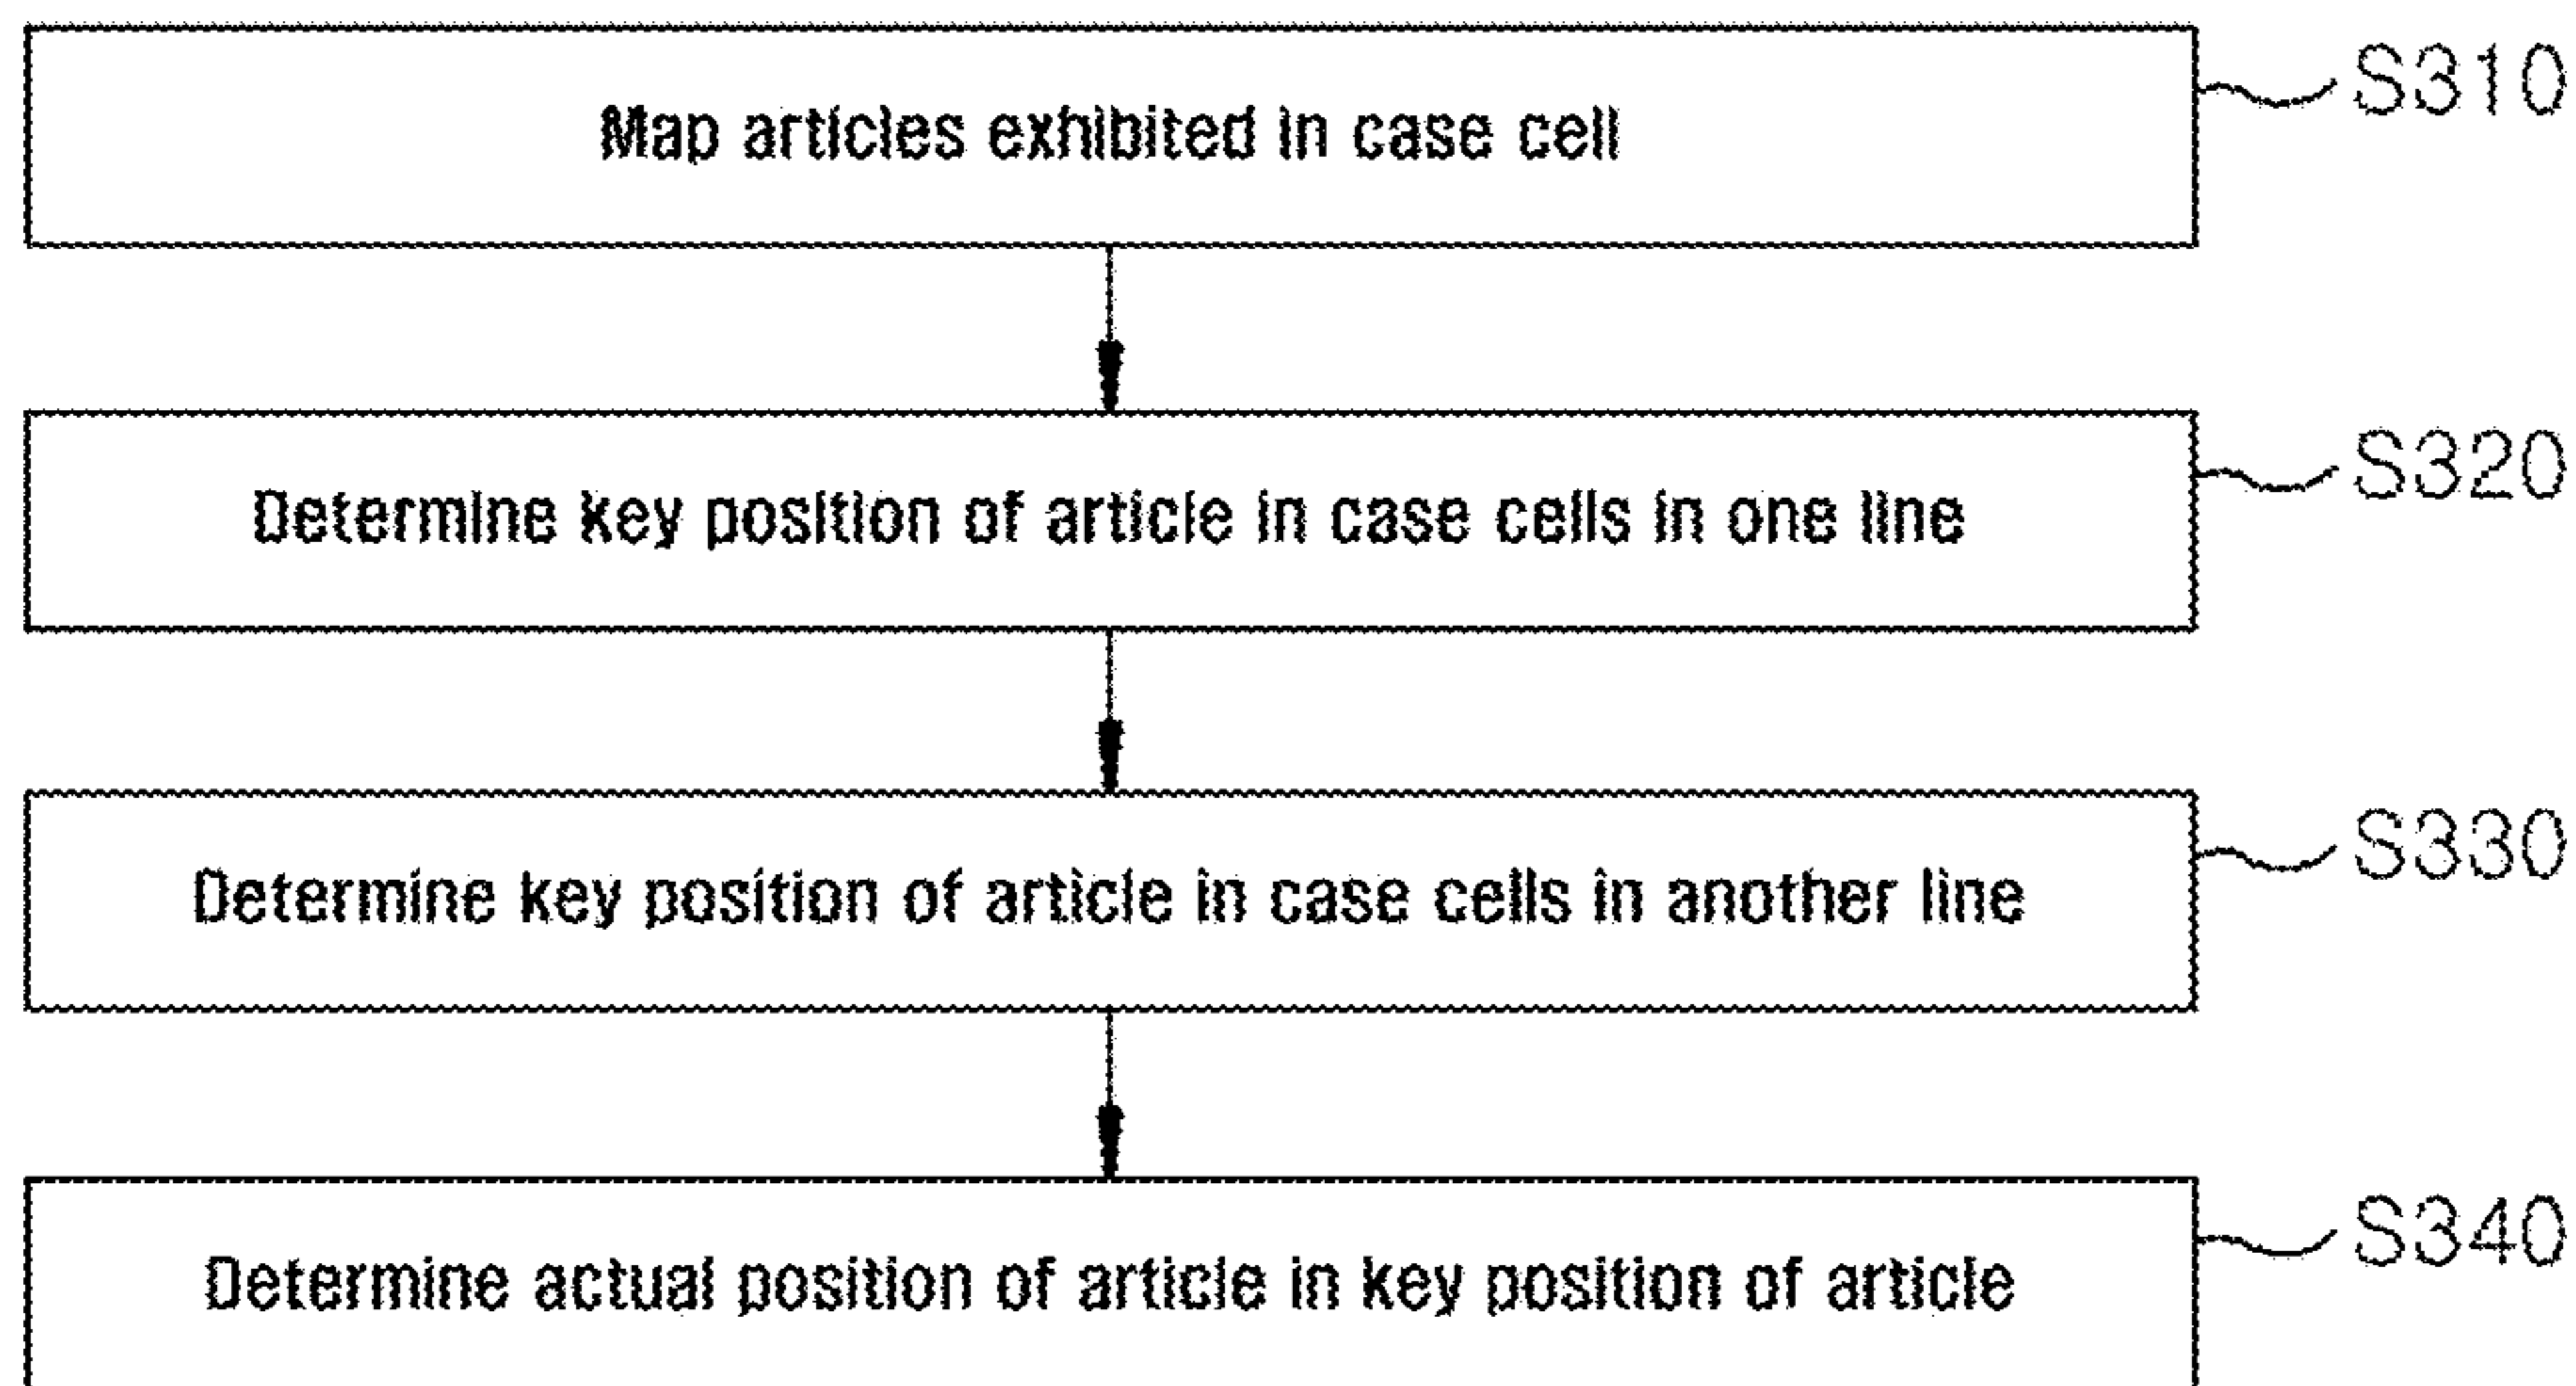 Map articles exhibited in case cell
S310
Determine key position of article in case cells in one line
S320
Determine key position of article in case cells in another line
S330
Determine actual position of article in key position of article
S340